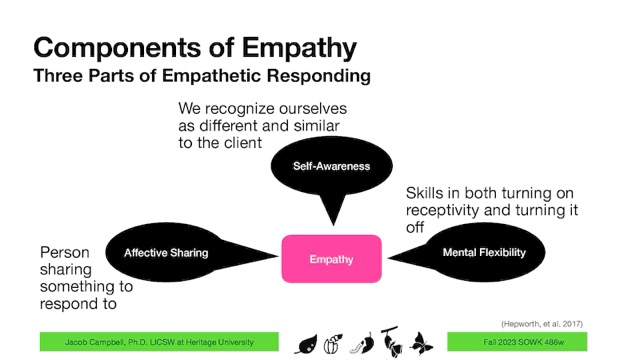 Components of Empathy
Three Parts of Empathetic Responding
We recognize ourselves
as different and similar
to the client
Self-Awareness
Skills in both turning on
receptivity and turning it
off
Person
sharing
something to
respond to
Affective Sharing
Empathy
Mental Flexibility
(Hepworth, et al. 2017)
Jacob Campbell, Ph.D. LICSW at Heritage University
Fall 2023 SOWK 486w